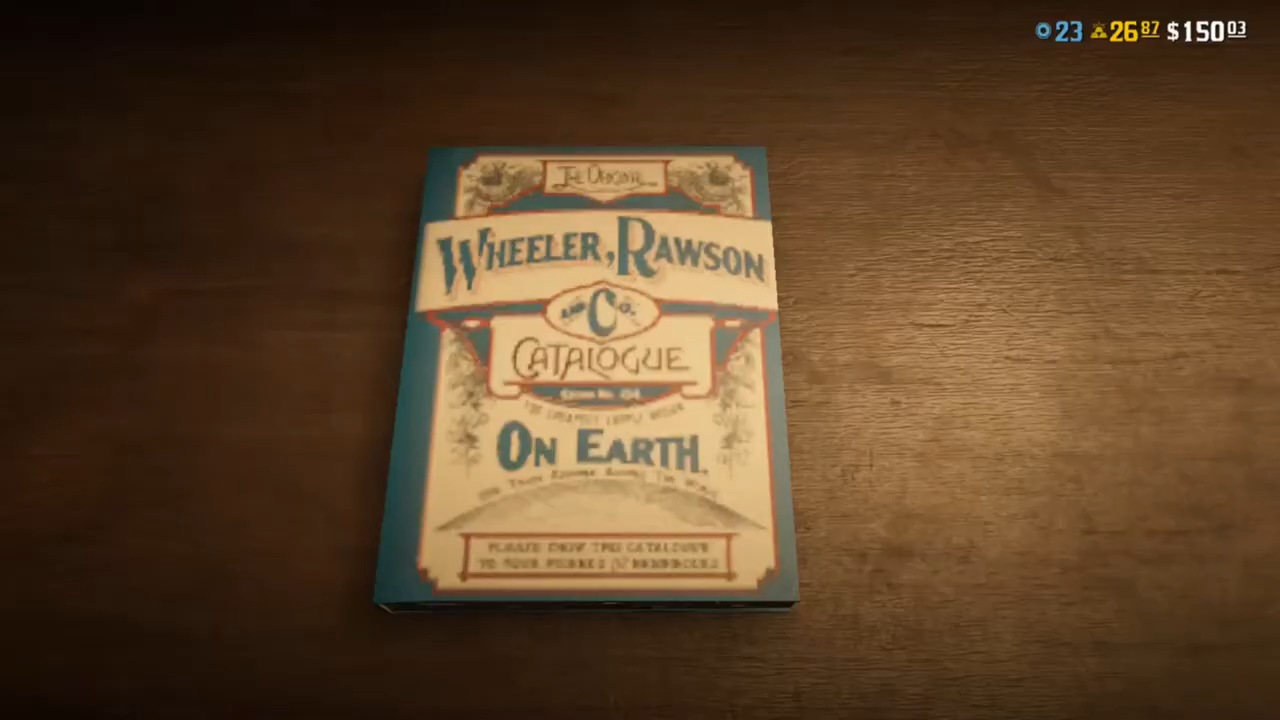 23 26 87 $150 03
The Original
WHEELER, RAWSON
AND CO.
CATALOGUE
ON EARTH.
PLEASE SHOW THIS CATALOGUE
TO YOUR FRIENDS & NEIGHBOURS